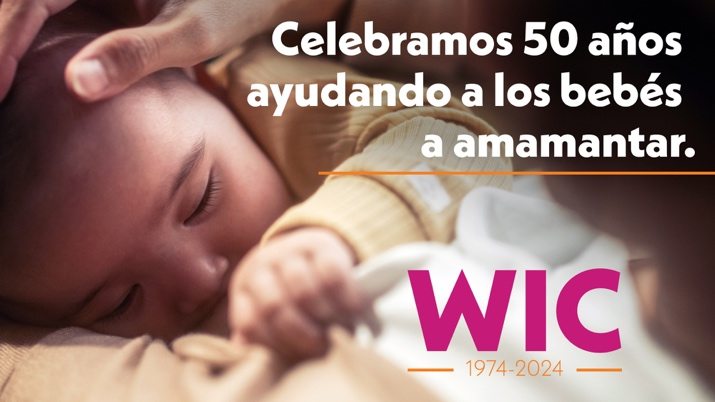 Celebramos 50 años
ayudando a los bebés
a amamantar.
WIC
1974-2024